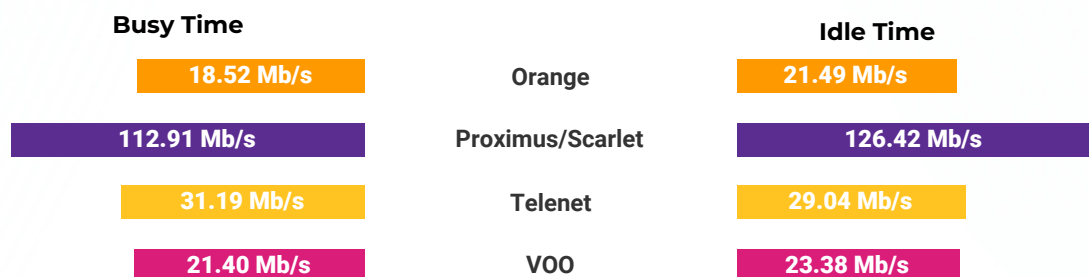 Busy Time
Idle Time
18.52 Mb/s Orange 21.49 Mb/s
112.91 Mb/s Proximus/Scarlet 126.42 Mb/s
31.19 Mb/s Telenet 29.04 Mb/s
21.40 Mb/s VOO 23.38 Mb/s